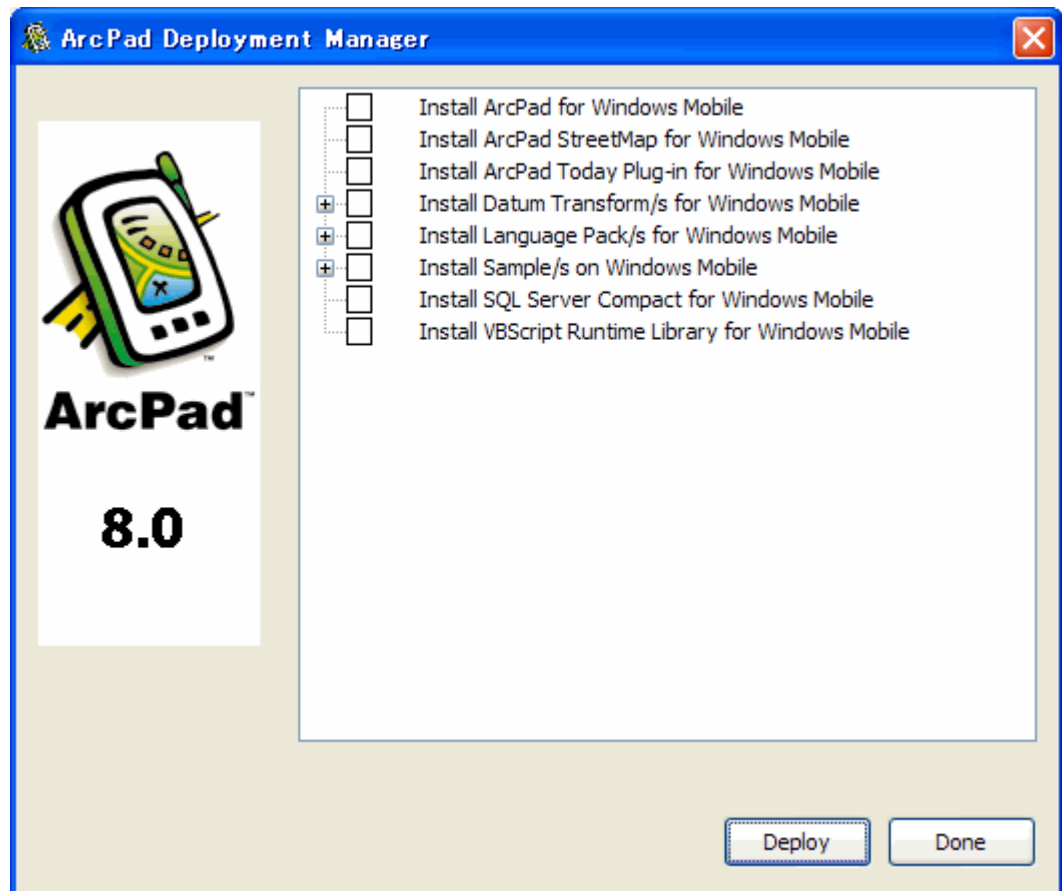 ArcPad Deployment Manager
Install ArcPad for Windows Mobile
Install ArcPad StreetMap for Windows Mobile
Install ArcPad Today Plug-in for Windows Mobile
Install Datum Transform/s for Windows Mobile
Install Language Pack/s for Windows Mobile
Install Sample/s on Windows Mobile
Install SQL Server Compact for Windows Mobile
Install VBScript Runtime Library for Windows Mobile
™
ArcPad™
8.0
Deploy
Done